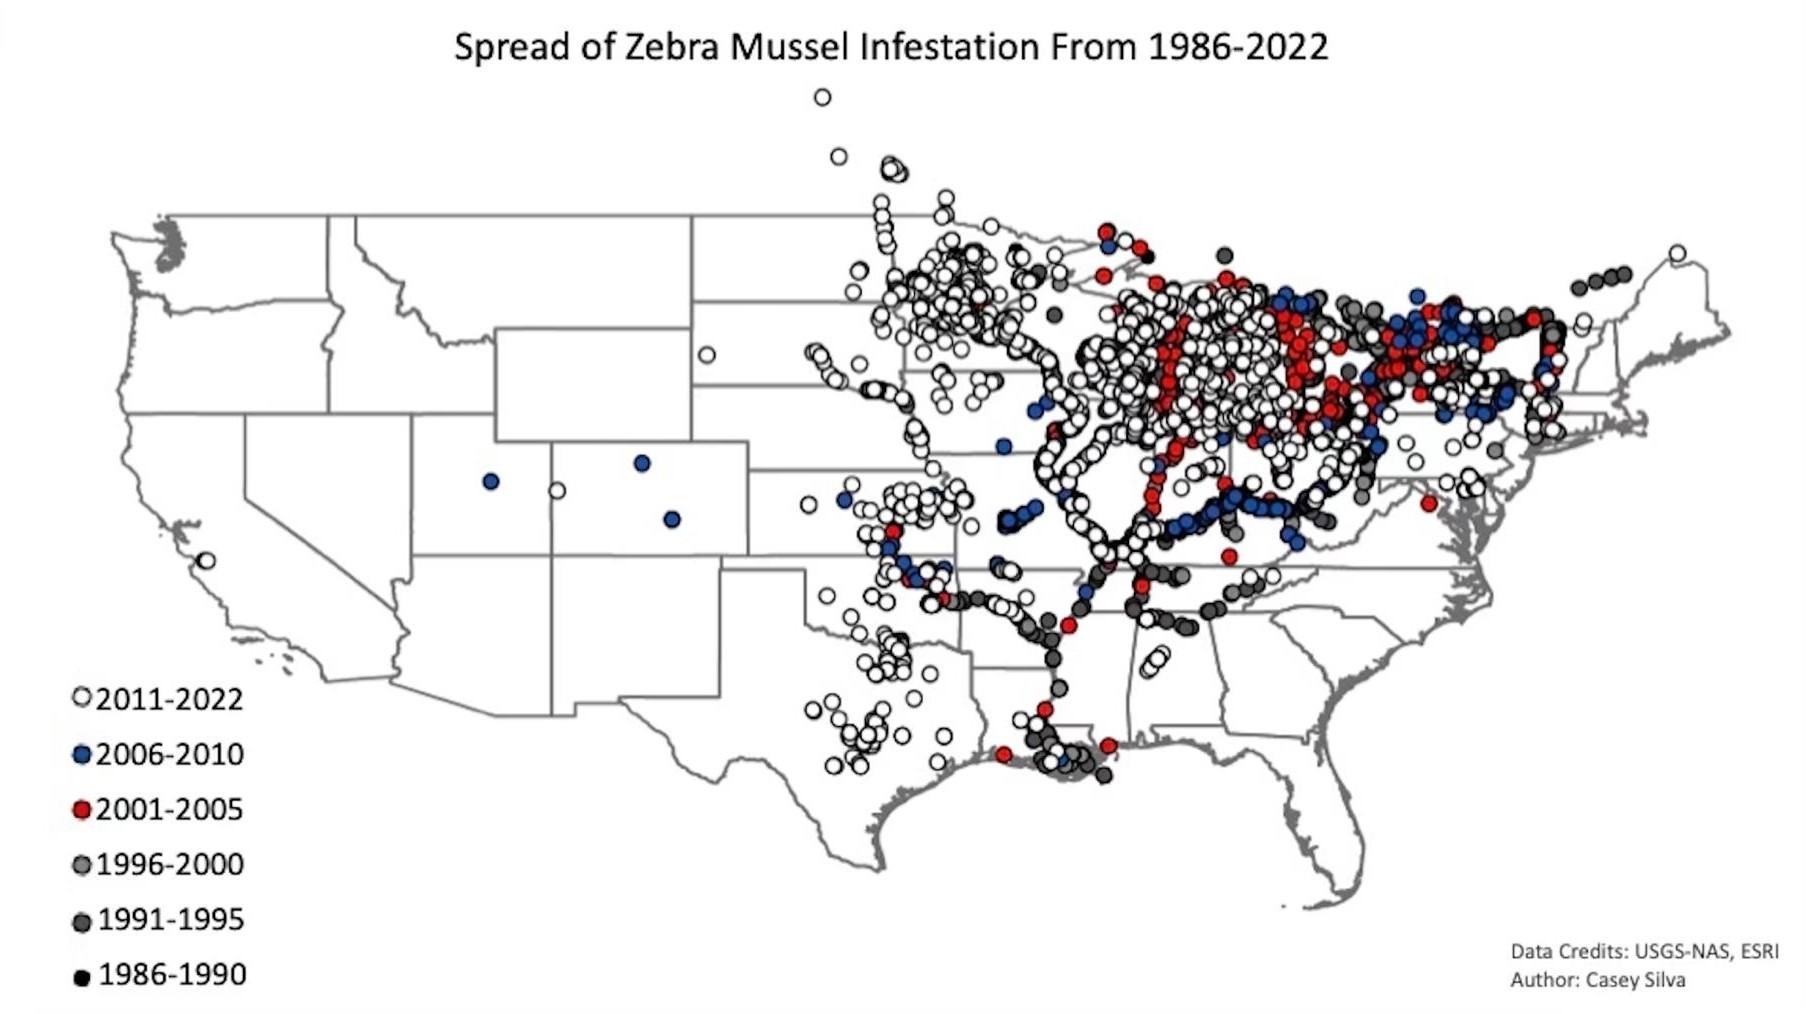 Spread of Zebra Mussel Infestation From 1986-2022
2011-2022
2006-2010
2001-2005
1996-2000
1991-1995
1986-1990
Data Credits: USGS-NAS, ESRI
Author: Casey Silva